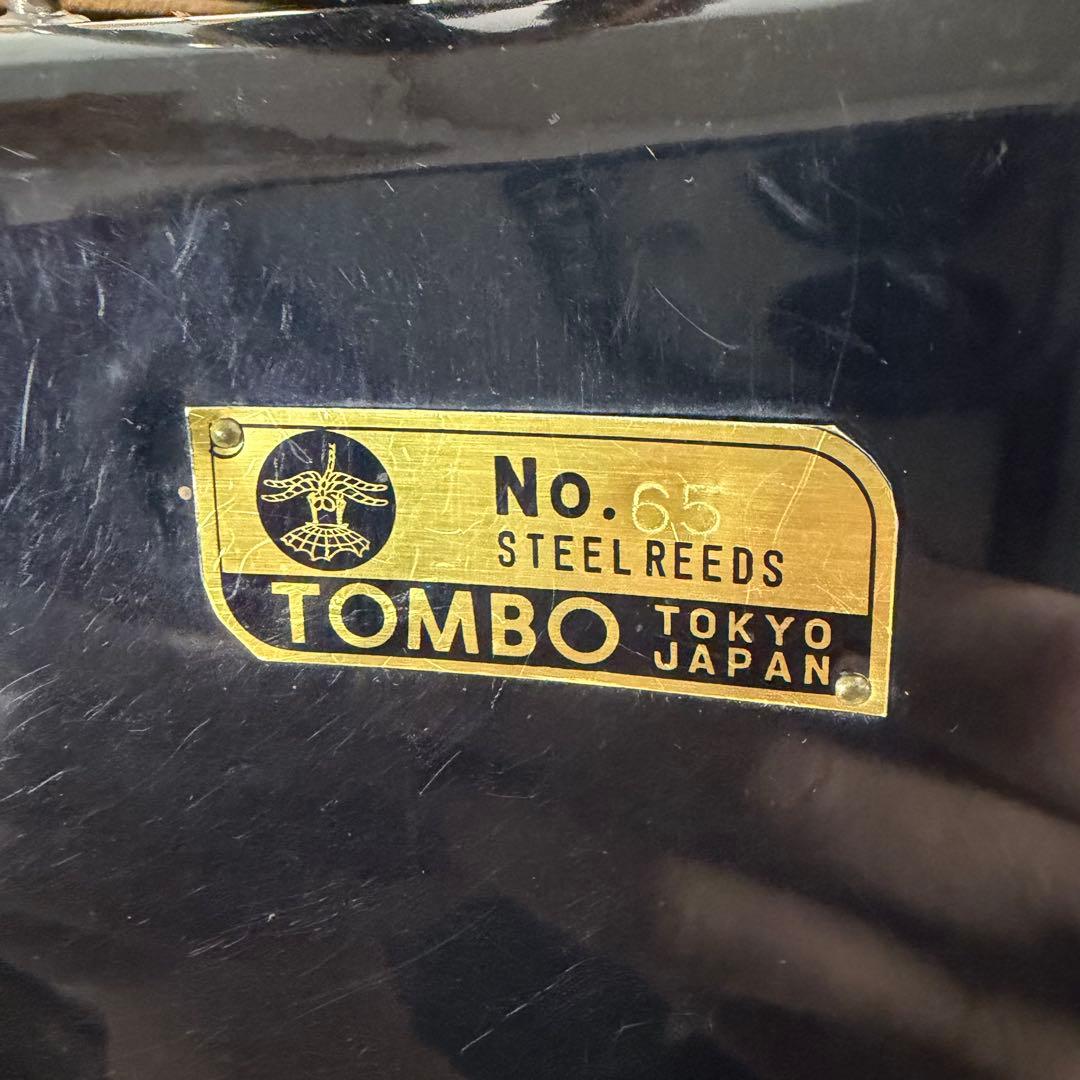 No. 65
STEEL REEDS
TOMBO
TOKYO
JAPAN